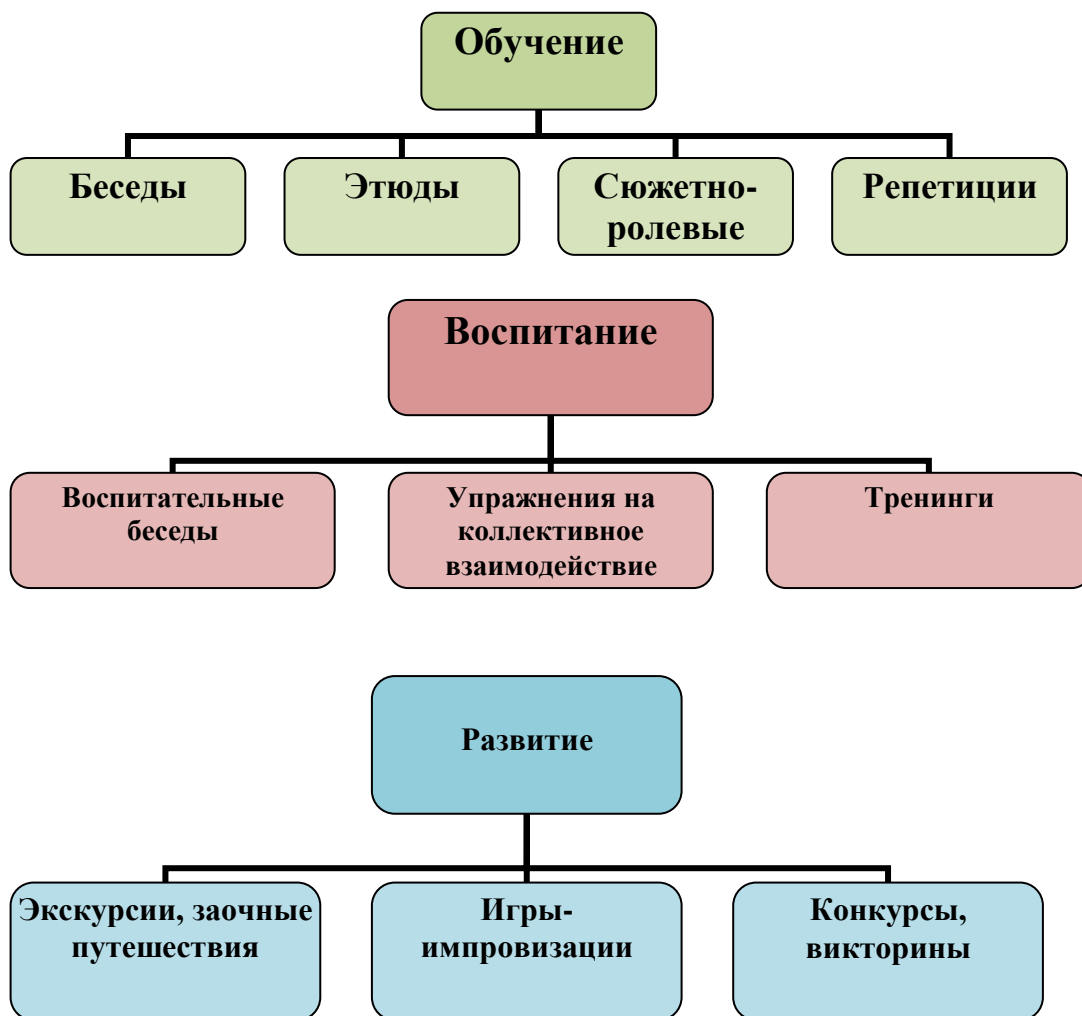 Обучение
Беседы
Этюды
Сюжетно-
ролевые
Репетиции
Воспитание
Воспитательные
беседы
Упражнения на
коллективное
взаимодействие
Тренинги
Развитие
Экскурсии, заочные
путешествия
Игры-
импровизации
Конкурсы,
викторины